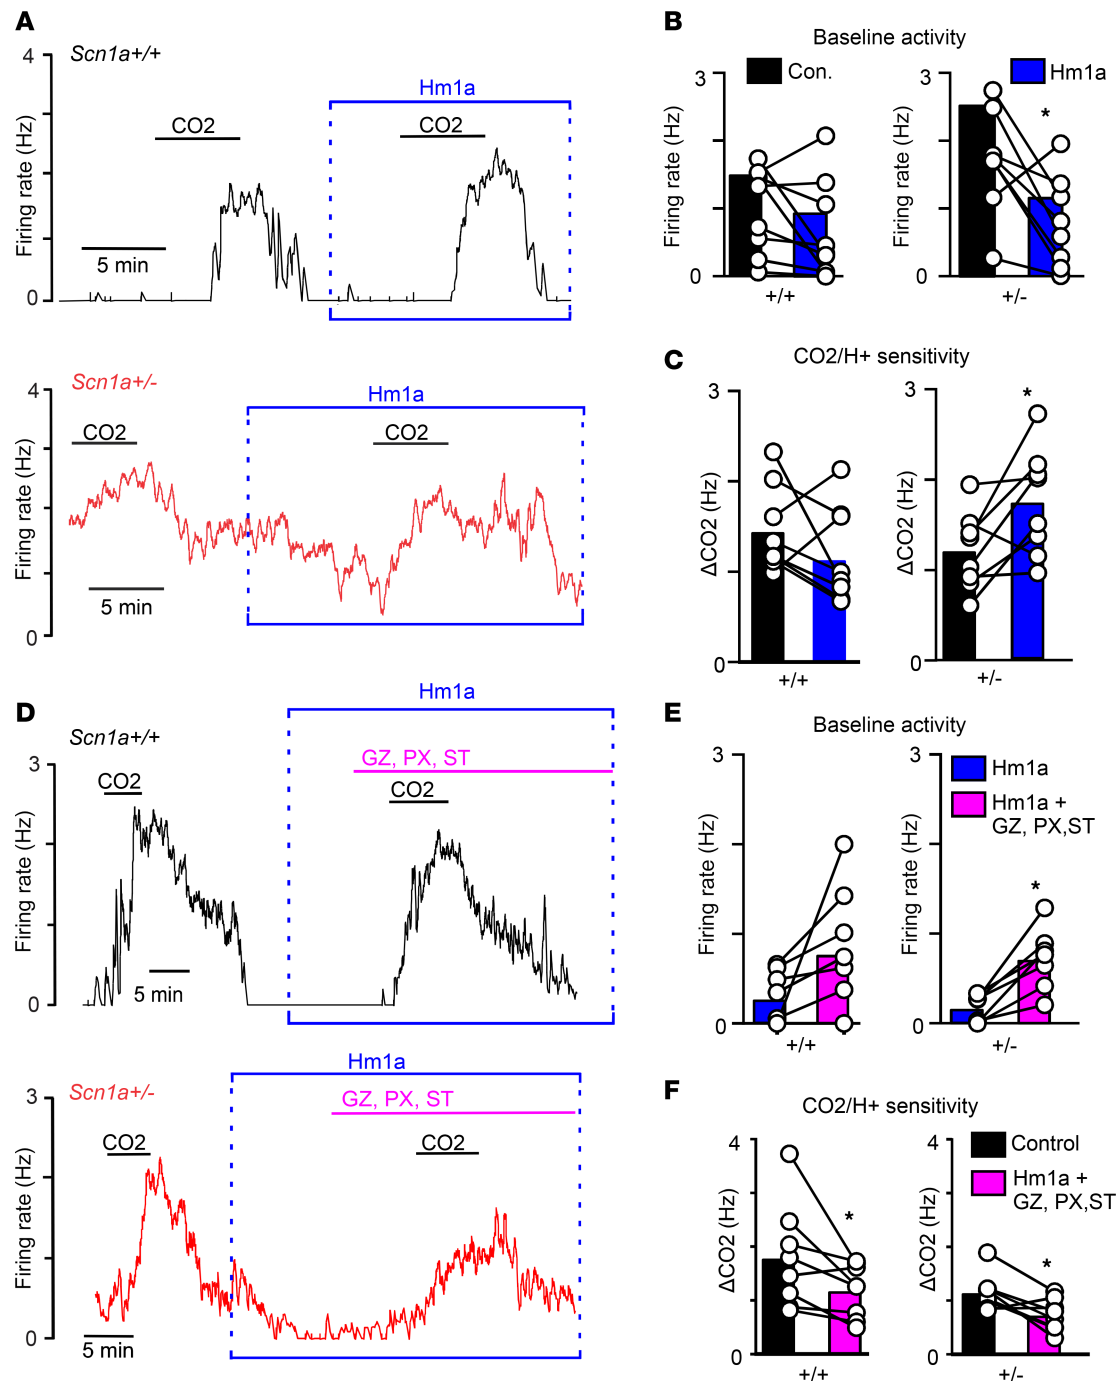 A
Scn1a+/+
4
Firing rate (Hz)
0
CO2
5 min
Hm1a
CO2
Scn1a+/-
4
Firing rate (Hz)
0
CO2
5 min
Hm1a
CO2
B
Baseline activity
3
Firing rate (Hz)
0
Con.
+/+
3
Firing rate (Hz)
0
Hm1a
*
+/-
C
CO2/H+ sensitivity
3
ΔCO2 (Hz)
0
+/+
3
ΔCO2 (Hz)
0
*
+/-
D
Scn1a+/+
3
Firing rate (Hz)
0
CO2
5 min
Hm1a
GZ, PX, ST
CO2
Scn1a+/-
3
Firing rate (Hz)
0
CO2
5 min
Hm1a
GZ, PX, ST
CO2
E
Baseline activity
3
Firing rate (Hz)
0
+/+
3
Firing rate (Hz)
0
Hm1a
Hm1a +
GZ, PX,ST
*
+/-
F
CO2/H+ sensitivity
4
ΔCO2 (Hz)
0
*
+/+
4
ΔCO2 (Hz)
0
Control
Hm1a +
GZ, PX,ST
*
+/-